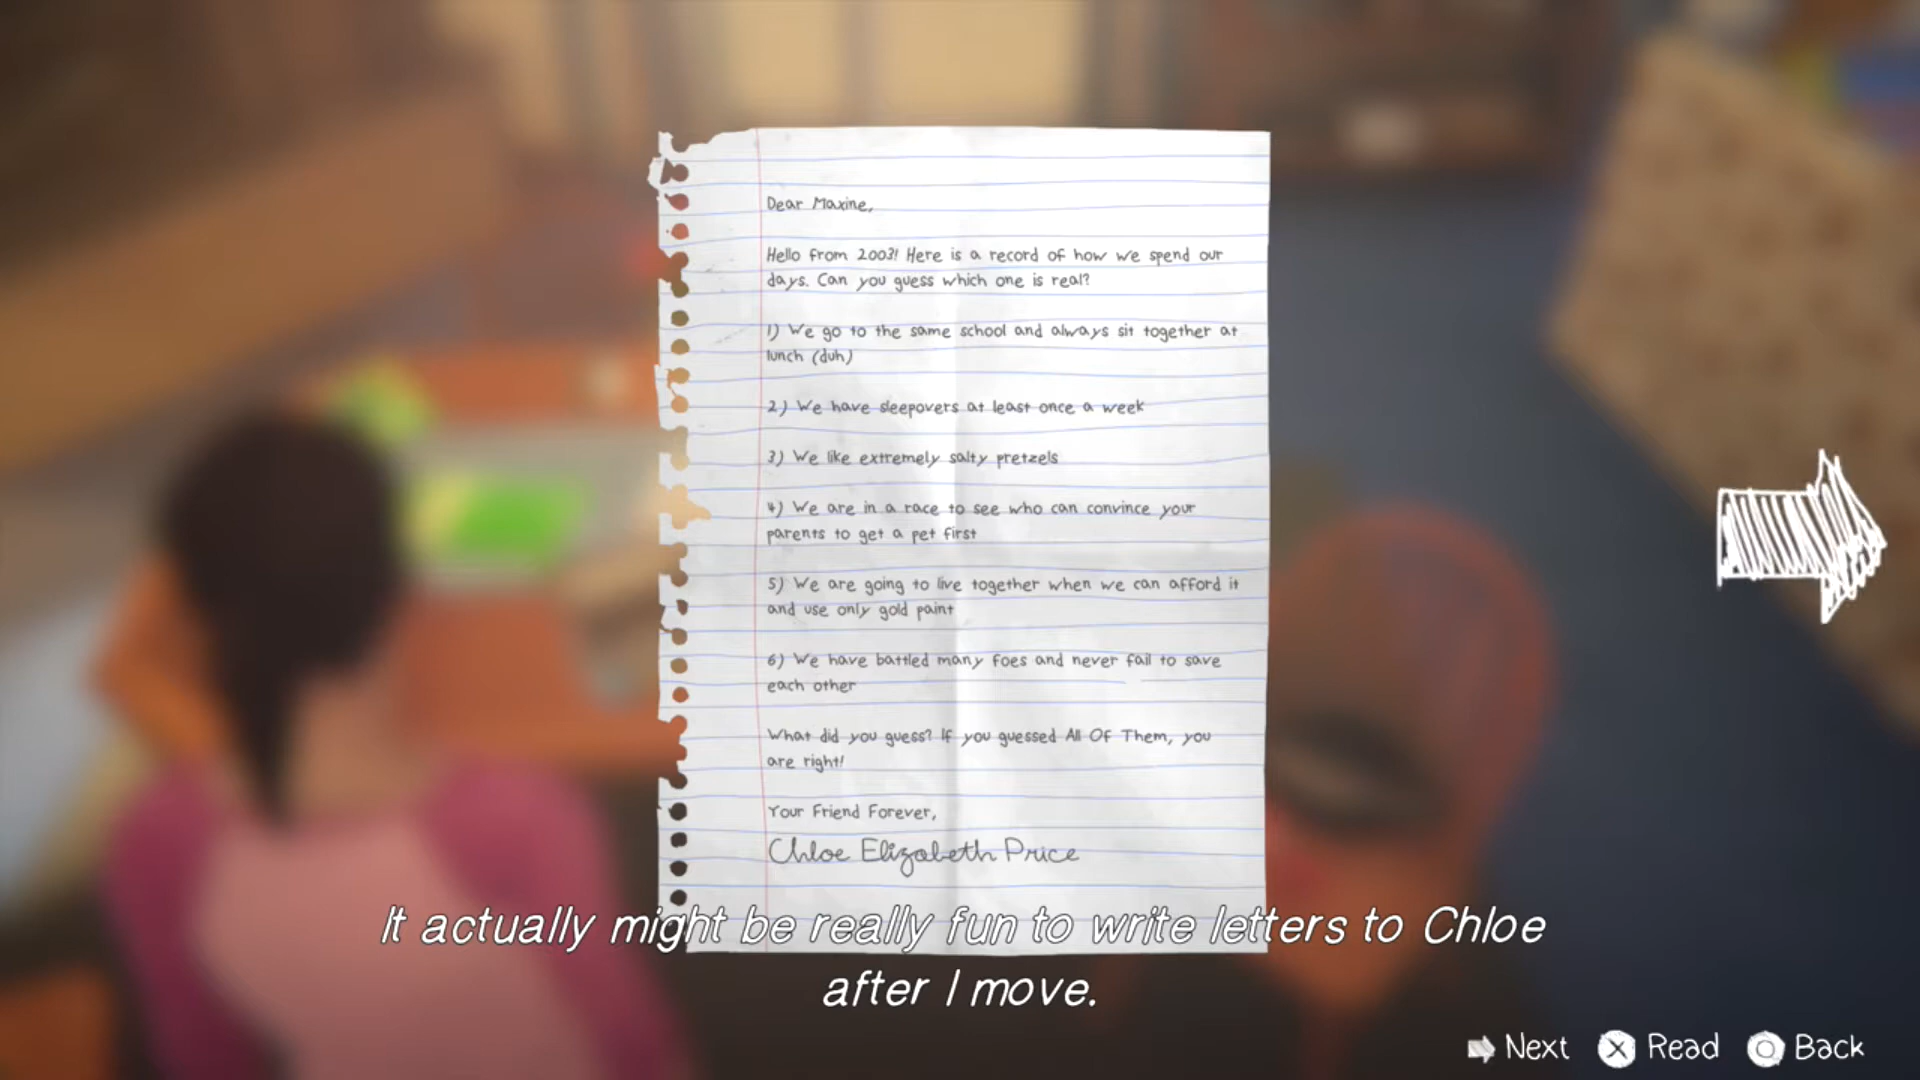 Dear Maxine,
Hello from 2003! Here is a record of how we spend our
days. Can you guess which one is real?
1) We go to the same school and always sit together at
lunch (duh)
2) We have sleepovers at least once a week
3) We like extremely salty pretzels
4) We are in a race to see who can convince your
parents to get a pet first
5) We are going to live together when we can afford it
and use only gold paint
6) We have battled many foes and never fail to save
each other
What did you guess? If you guessed All Of Them, you
are right!
Your Friend Forever,
Chloe Elizabeth Price
It actually might be really fun to write letters to Chloe
after I move.
Next Read Back